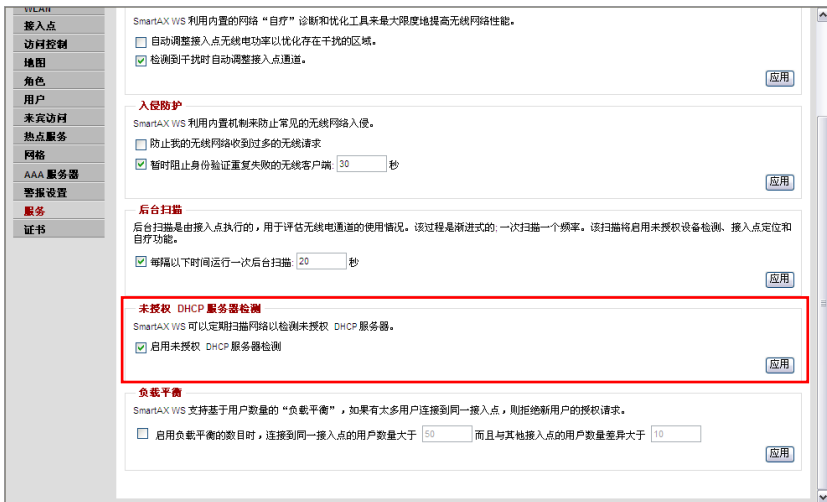 WLAN
接入点
访问控制
地图
角色
用户
来宾访问
热点服务
网格
AAA 服务器
警报设置
服务
证书
SmartAX WS 利用内置的网络“自疗”诊断和优化工具来最大限度地提高无线网络性能。
自动调整接入点无线电功率以优化存在干扰的区域。
检测到干扰时自动调整接入点通道。
应用
入侵防护
SmartAX WS 利用内置机制来防止常见的无线网络入侵。
防止我的无线网络收到过多的无线请求
暂时阻止身份验证重复失败的无线客户端: 30 秒
应用
后台扫描
后台扫描是由接入点执行的，用于评估无线电通道的使用情况。该过程是渐进式的: 一次扫描一个频率。该扫描将启用未授权设备检测、接入点定位和
自疗功能。
每隔以下时间运行一次后台扫描: 20 秒
应用
未授权 DHCP 服务器检测
SmartAX WS 可以定期扫描网络以检测未授权 DHCP 服务器。
启用未授权 DHCP 服务器检测
应用
负载平衡
SmartAX WS 支持基于用户数量的“负载平衡”，如果有太多用户连接到同一接入点，则拒绝新用户的授权请求。
启用负载平衡的数目时，连接到同一接入点的用户数量大于 50 而且与其他接入点的用户数量差异大于 10
应用